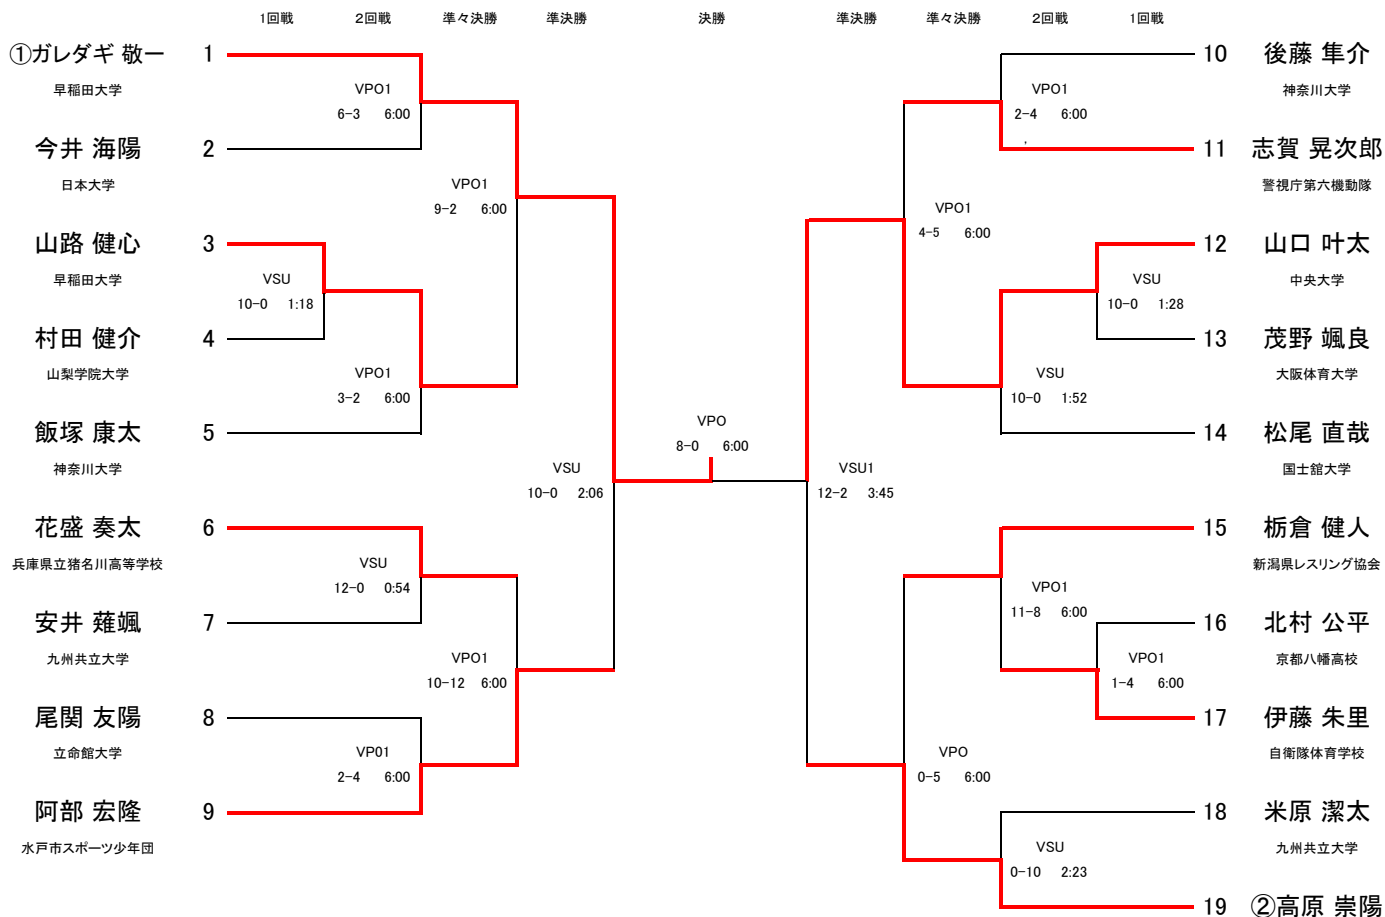 1回戦 2回戦 準々決勝 準決勝 決勝 準決勝 準々決勝 2回戦 1回戦
①ガレダギ 敬一 1
早稲田大学
VPO1
6-3 6:00
今井 海陽 2
日本大学
VPO1
9-2 6:00
山路 健心 3
早稲田大学
VSU
10-0 1:18
村田 健介 4
山梨学院大学
VPO1
3-2 6:00
飯塚 康太 5
神奈川大学
VSU
10-0 2:06
花盛 奏太 6
兵庫県立猪名川高等学校
VSU
12-0 0:54
安井 薙颯 7
九州共立大学
VPO1
10-12 6:00
尾関 友陽 8
立命館大学
VP01
2-4 6:00
阿部 宏隆 9
水戸市スポーツ少年団
VPO
8-0 6:00
10 後藤 隼介
神奈川大学
VPO1
2-4 6:00
,
11 志賀 晃次郎
警視庁第六機動隊
VPO1
4-5 6:00
12 山口 叶太
中央大学
VSU
10-0 1:28
13 茂野 颯良
大阪体育大学
VSU
10-0 1:52
14 松尾 直哉
国士舘大学
VSU1
12-2 3:45
15 栃倉 健人
新潟県レスリング協会
VPO1
11-8 6:00
16 北村 公平
京都八幡高校
VPO1
1-4 6:00
17 伊藤 朱里
自衛隊体育学校
VPO
0-5 6:00
18 米原 潔太
九州共立大学
VSU
0-10 2:23
19 ②高原 崇陽